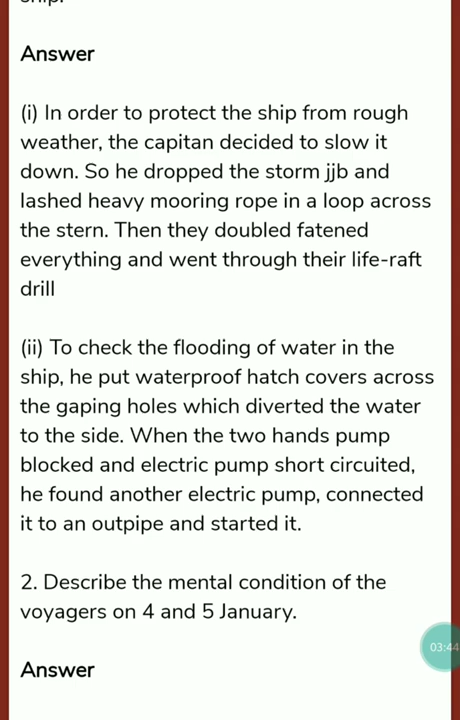 ship.
Answer
(i) In order to protect the ship from rough
weather, the capitan decided to slow it
down. So he dropped the storm jjb and
lashed heavy mooring rope in a loop across
the stern. Then they doubled fatened
everything and went through their life-raft
drill
(ii) To check the flooding of water in the
ship, he put waterproof hatch covers across
the gaping holes which diverted the water
to the side. When the two hands pump
blocked and electric pump short circuited,
he found another electric pump, connected
it to an outpipe and started it.
2. Describe the mental condition of the
voyagers on 4 and 5 January.
03:44
Answer